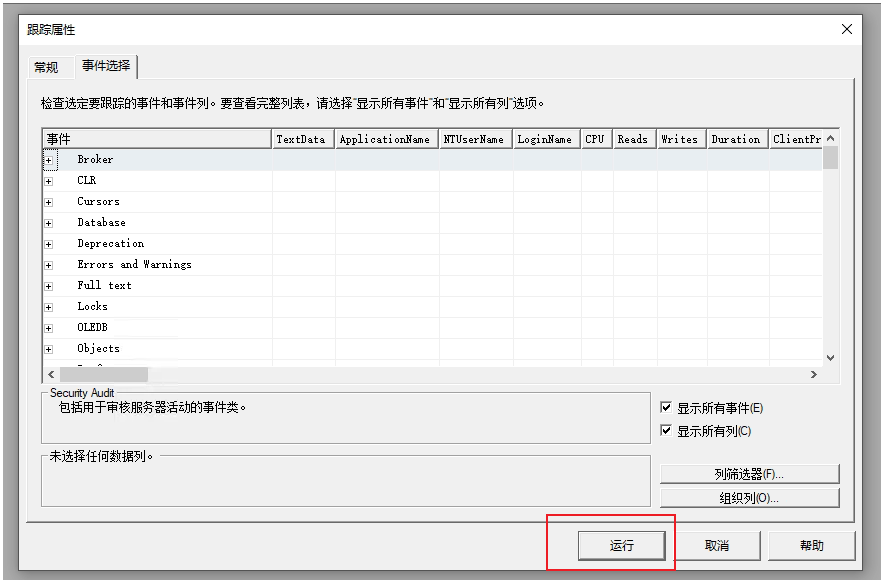 跟踪属性
常规 事件选择
检查选定要跟踪的事件和事件列。要查看完整列表，请选择"显示所有事件"和"显示所有列"选项。
事件 TextData ApplicationName NTUserName LoginName CPU Reads Writes Duration ClientPr
Broker
CLR
Cursors
Database
Deprecation
Errors and Warnings
Full text
Locks
OLEDB
Objects
Security Audit
包括用于审核服务器活动的事件类。
显示所有事件(E)
显示所有列(C)
未选择任何数据列。
列筛选器(F)...
组织列(O)...
运行 取消 帮助